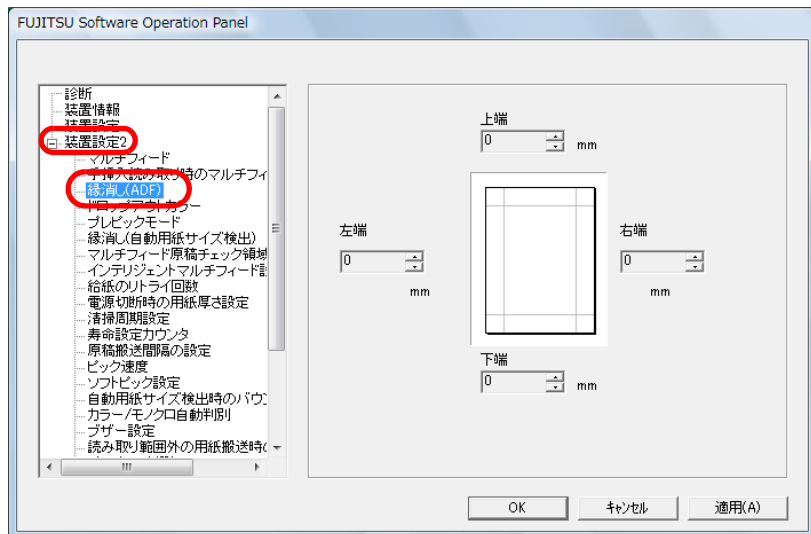 FUJITSU Software Operation Panel
診断
装置情報
装置設定
装置設定2
マルチフィード
手挿入読み取り時のマルチフィ
縁消し(ADF)
ドロップアウトカラー
プレピックモード
縁消し(自動用紙サイズ検出)
マルチフィード原稿チェック領域
インテリジェントマルチフィード
給紙のリトライ回数
電源切断時の用紙厚さ設定
清掃周期設定
寿命設定カウンタ
原稿搬送間隔の設定
ピック速度
ソフトピック設定
自動用紙サイズ検出時のバウ
カラー/モノクロ自動判別
ブザー設定
読み取り範囲外の用紙搬送時
上端
0 mm
左端
0
mm
右端
0
mm
下端
0 mm
OK
キャンセル
適用(A)